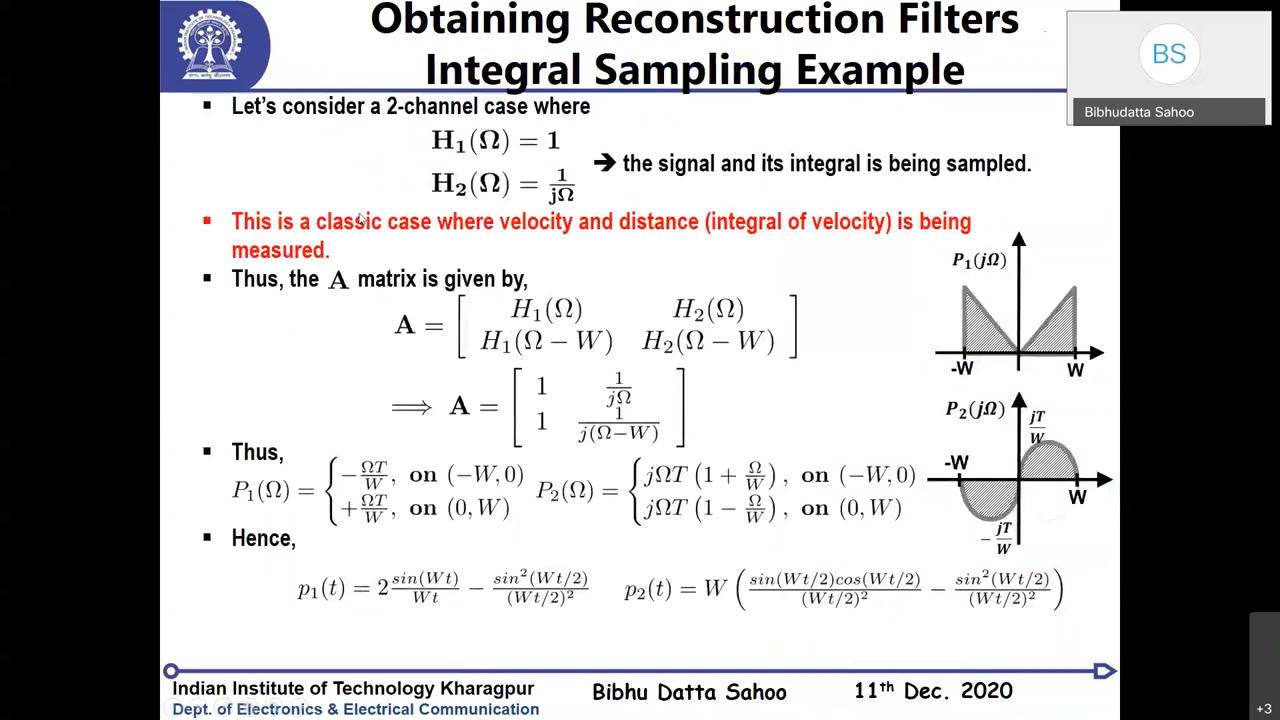 Obtaining Reconstruction Filters
Integral Sampling Example
BS
Bibhudatta Sahoo
▪ Let's consider a 2-channel case where
H₁(Ω) = 1
H₂(Ω) = 1/jΩ
➔ the signal and its integral is being sampled.
▪ This is a classic case where velocity and distance (integral of velocity) is being
measured.
▪ Thus, the A matrix is given by,
A = [ H₁(Ω) H₂(Ω)
H₁(Ω − W) H₂(Ω − W) ]
⟹ A = [ 1 1/jΩ
1 1/j(Ω−W) ]
P₁(jΩ)
-W W
P₂(jΩ)
jT/W
-W W
− jT/W
▪ Thus,
P₁(Ω) = { −ΩT/W, on (−W, 0)
+ΩT/W, on (0, W)
P₂(Ω) = { jΩT (1 + Ω/W), on (−W, 0)
jΩT (1 − Ω/W), on (0, W)
▪ Hence,
p₁(t) = 2 sin(Wt)/Wt − sin²(Wt/2)/(Wt/2)²
p₂(t) = W ( sin(Wt/2)cos(Wt/2)/(Wt/2)² − sin²(Wt/2)/(Wt/2)² )
Indian Institute of Technology Kharagpur
Dept. of Electronics & Electrical Communication
Bibhu Datta Sahoo
11th Dec. 2020
+3